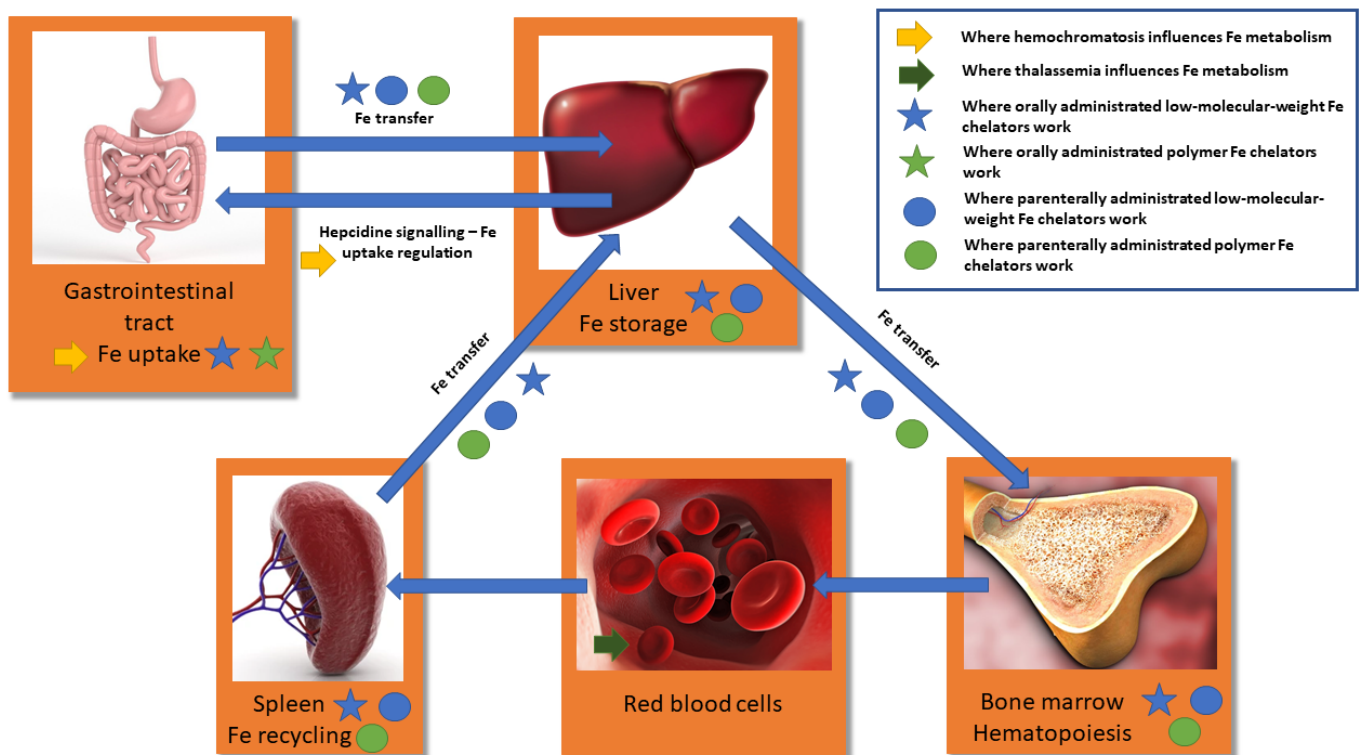 Fe transfer
Hepcidine signalling – Fe
uptake regulation
Gastrointestinal
tract
Fe uptake
Liver
Fe storage
Where hemochromatosis influences Fe metabolism
Where thalassemia influences Fe metabolism
Where orally administrated low-molecular-weight Fe
chelators work
Where orally administrated polymer Fe chelators
work
Where parenterally administrated low-molecular-
weight Fe chelators work
Where parenterally administrated polymer Fe
chelators work
Fe transfer
Fe transfer
Spleen
Fe recycling
Red blood cells
Bone marrow
Hematopoiesis